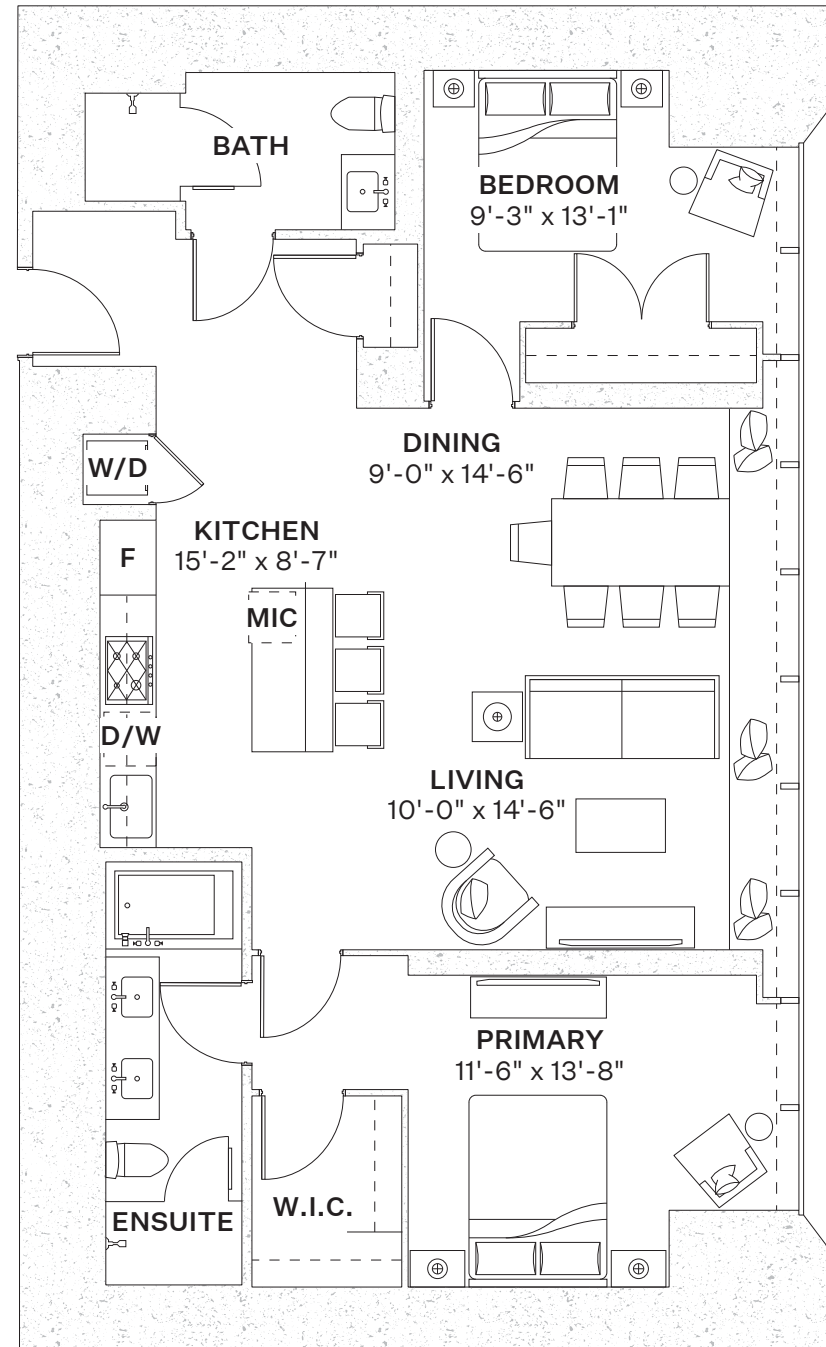 BATH
BEDROOM
9'-3" x 13'-1"
W/D
DINING
9'-0" x 14'-6"
KITCHEN
15'-2" x 8'-7"
F
MIC
D/W
LIVING
10'-0" x 14'-6"
PRIMARY
11'-6" x 13'-8"
ENSUITE
W.I.C.